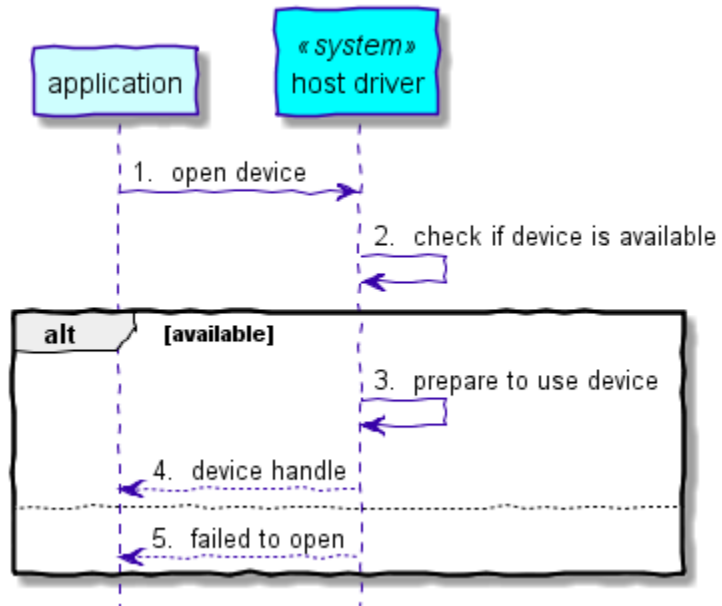 application
«system»
host driver
1. open device
2. check if device is available
alt [available]
3. prepare to use device
4. device handle
5. failed to open